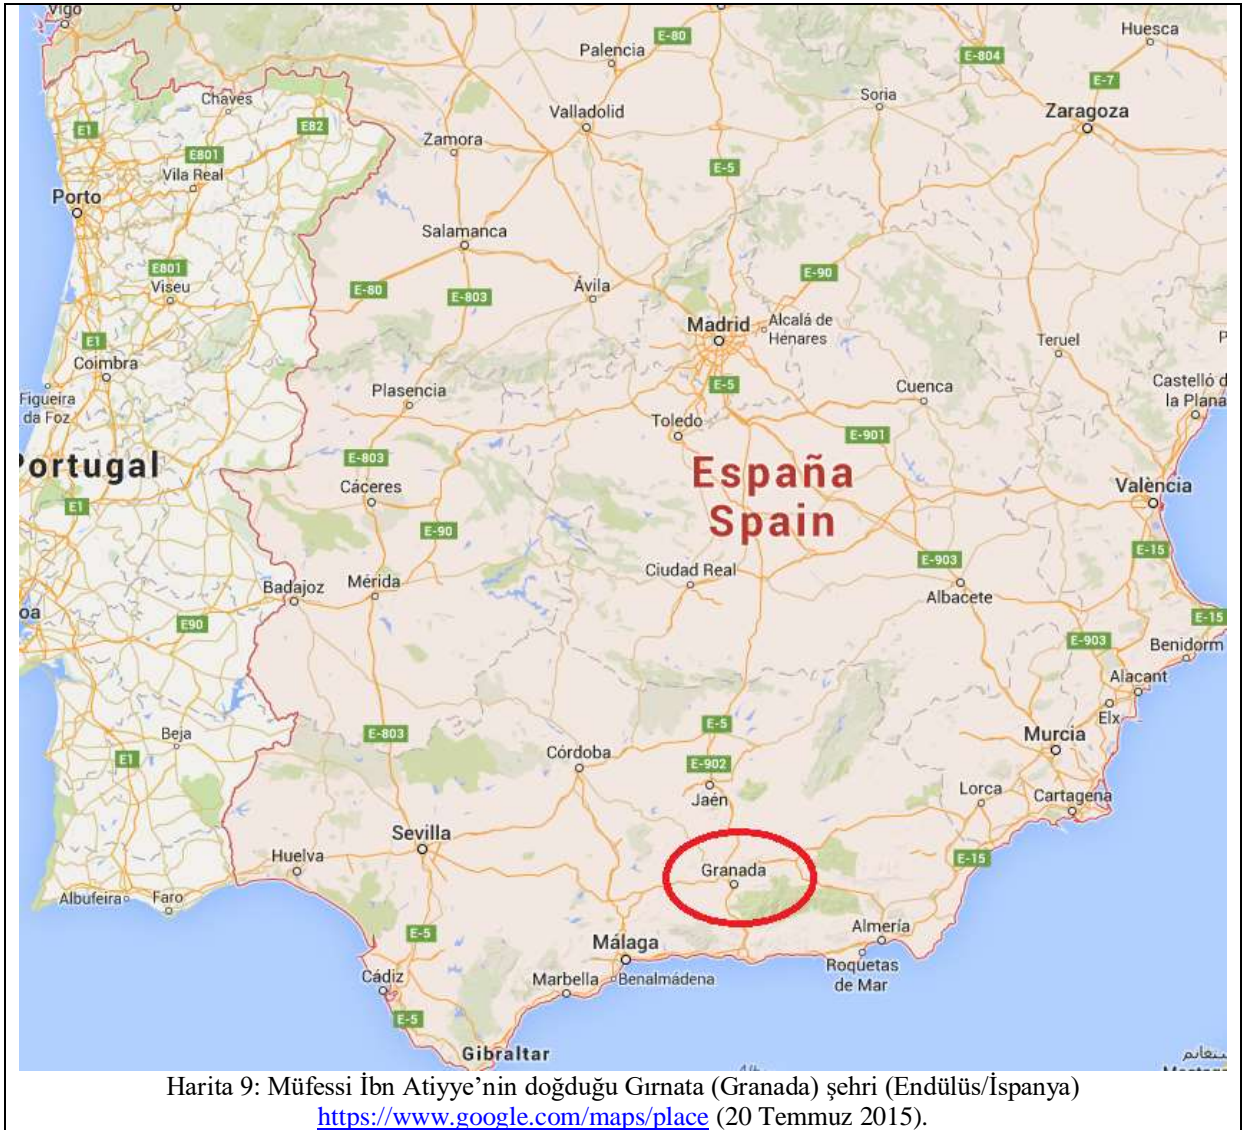 Vigo
Huesca
E-80
Palencia
E-804
E-7
Chaves
Soria
Valladolid
Zaragoza
E1
E82
Zamora
E801
Vila Real
E-5
Porto
Salamanca
E801
Viseu
E-80
E-803
Ávila
E-90
Madrid
Alcalá de
Henares
E1
Coimbra
Teruel
P
Plasencia
E-5
Cuenca
Castelló d
la Plana
Figueira
da Foz
Toledo
E-901
Portugal
E-803
España
Spain
Cáceres
València
E1
E-90
E-15
Ciudad Real
E-903
Badajoz
Mérida
Albacete
oa
E90
E-15
E-903
Benidorm
Alacant
Elx
E-5
Beja
E-803
Murcia
E1
Córdoba
E-902
Jaén
Lorca
Cartagena
Sevilla
Huelva
Granada
E-15
Albufeira
Faro
E-5
Almería
Málaga
Cádiz
Marbella
Benalmádena
Roquetas
de Mar
E-5
Gibraltar
Harita 9: Müfessi İbn Atiyye’nin doğduğu Gırnata (Granada) şehri (Endülüs/İspanya)
https://www.google.com/maps/place (20 Temmuz 2015).